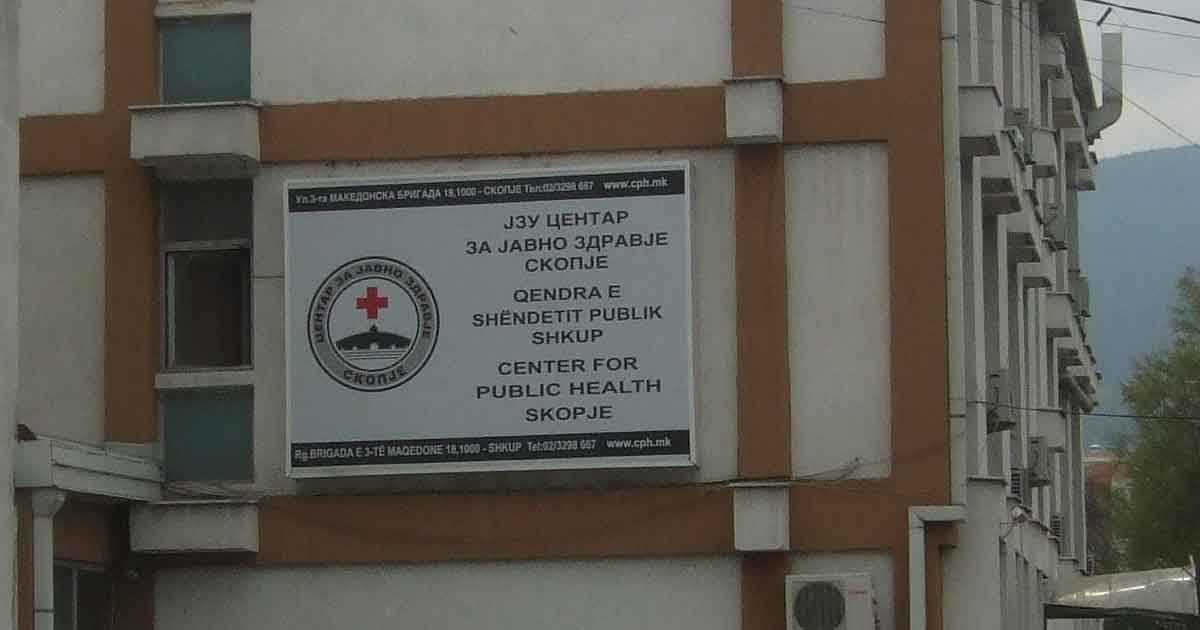 Ул.3-та МАКЕДОНСКА БРИГАДА 18,1000 - СКОПЈЕ Тел:02/3298 667 www.cph.mk
ЈЗУ ЦЕНТАР
ЗА ЈАВНО ЗДРАВЈЕ
СКОПЈЕ
ЦЕНТАР ЗА ЈАВНО ЗДРАВЈЕ
СКОПЈЕ
QENDRA E
SHËNDETIT PUBLIK
SHKUP
CENTER FOR
PUBLIC HEALTH
SKOPJE
Rg.BRIGADA E 3-TË MAQEDONE 18,1000 - SHKUP Tel:02/3298 667 www.cph.mk